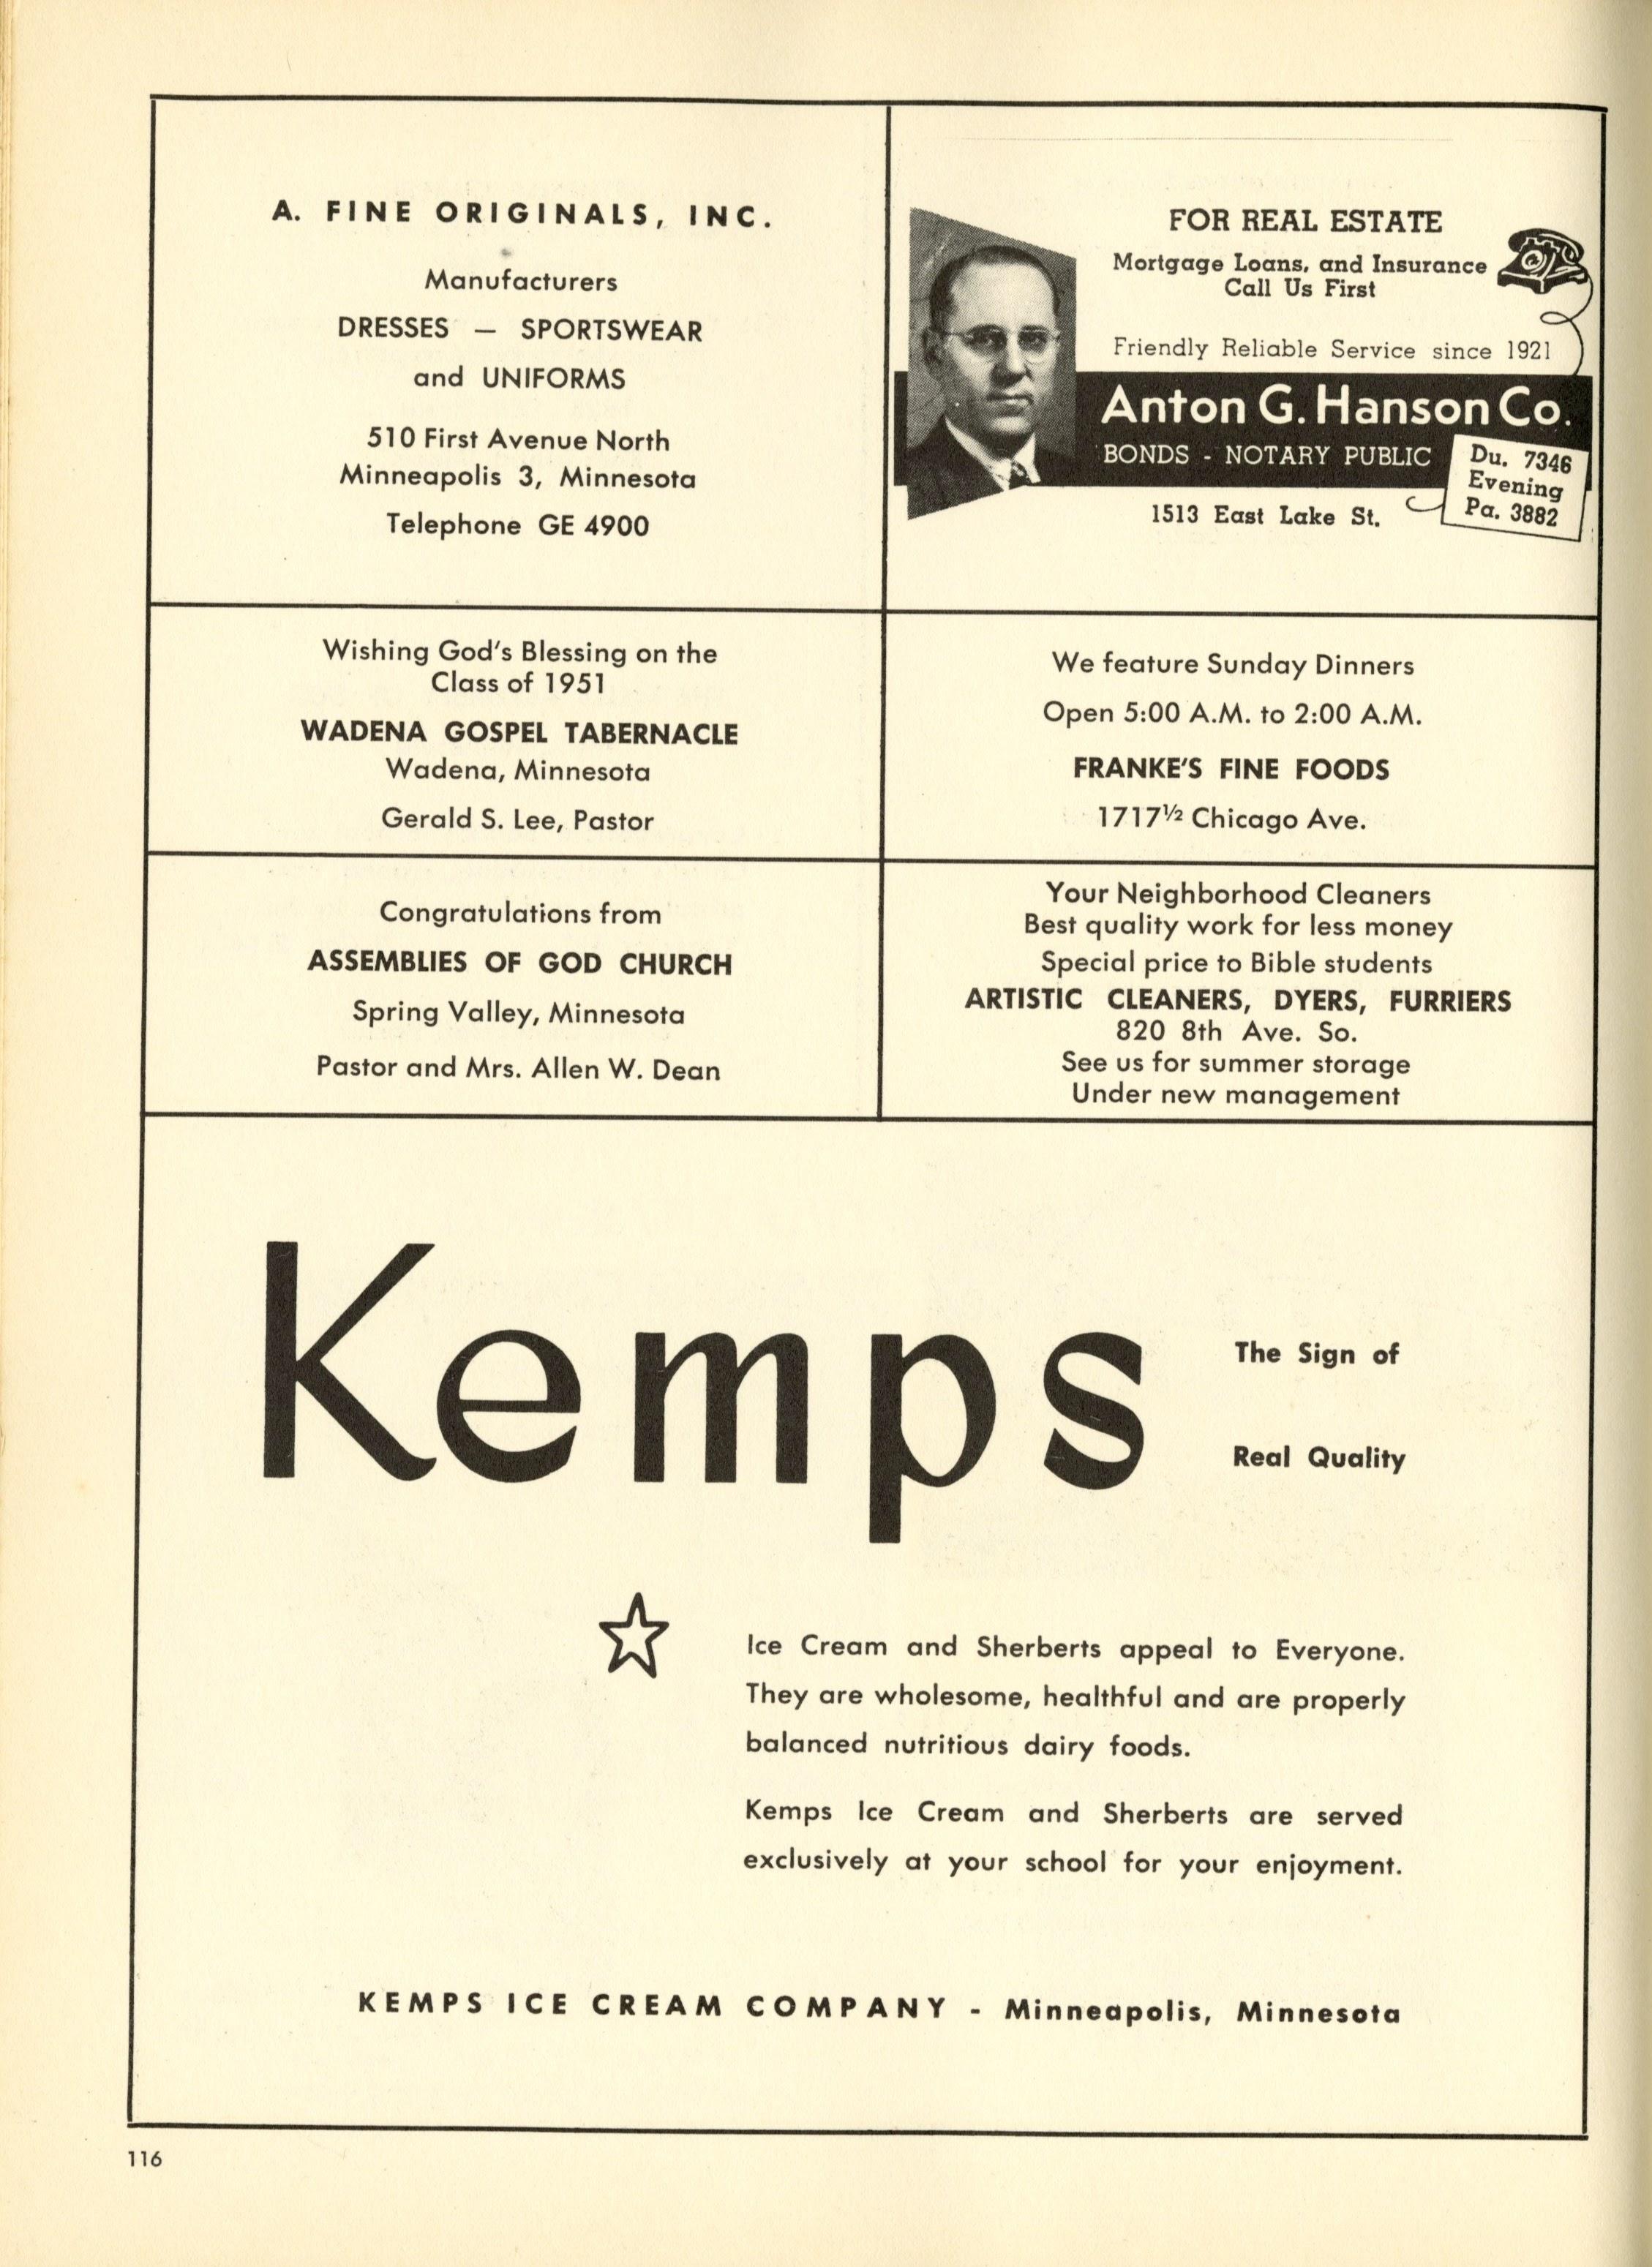 A. FINE ORIGINALS, INC.
Manufacturers
DRESSES — SPORTSWEAR
and UNIFORMS
510 First Avenue North
Minneapolis 3, Minnesota
Telephone GE 4900
FOR REAL ESTATE
Mortgage Loans, and Insurance
Call Us First
Friendly Reliable Service since 1921
Anton G. Hanson Co.
BONDS - NOTARY PUBLIC
Du. 7346
Evening
Pa. 3882
1513 East Lake St.
Wishing God's Blessing on the
Class of 1951
WADENA GOSPEL TABERNACLE
Wadena, Minnesota
Gerald S. Lee, Pastor
We feature Sunday Dinners
Open 5:00 A.M. to 2:00 A.M.
FRANKE'S FINE FOODS
1717½ Chicago Ave.
Congratulations from
ASSEMBLIES OF GOD CHURCH
Spring Valley, Minnesota
Pastor and Mrs. Allen W. Dean
Your Neighborhood Cleaners
Best quality work for less money
Special price to Bible students
ARTISTIC CLEANERS, DYERS, FURRIERS
820 8th Ave. So.
See us for summer storage
Under new management
Kemps
The Sign of
Real Quality
Ice Cream and Sherberts appeal to Everyone.
They are wholesome, healthful and are properly
balanced nutritious dairy foods.
Kemps Ice Cream and Sherberts are served
exclusively at your school for your enjoyment.
KEMPS ICE CREAM COMPANY - Minneapolis, Minnesota
116